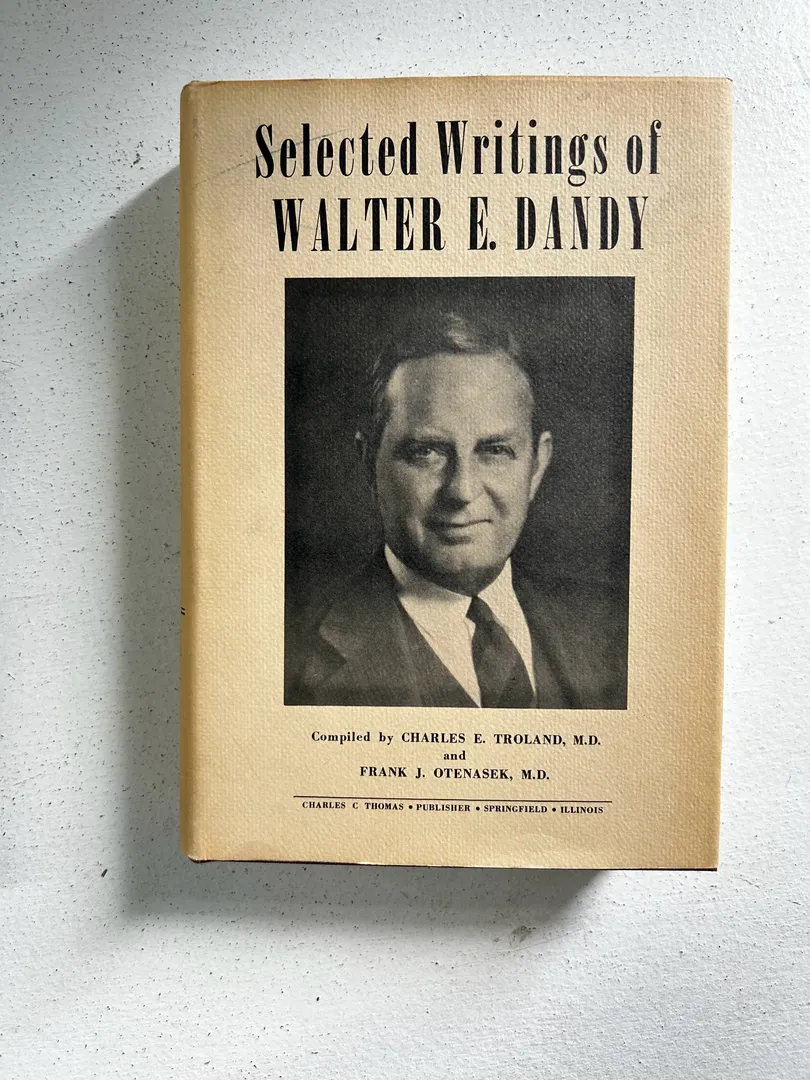 Selected Writings of
WALTER E. DANDY
Compiled by CHARLES E. TROLAND, M.D.
and
FRANK J. OTENASEK, M.D.
CHARLES C THOMAS • PUBLISHER • SPRINGFIELD • ILLINOIS